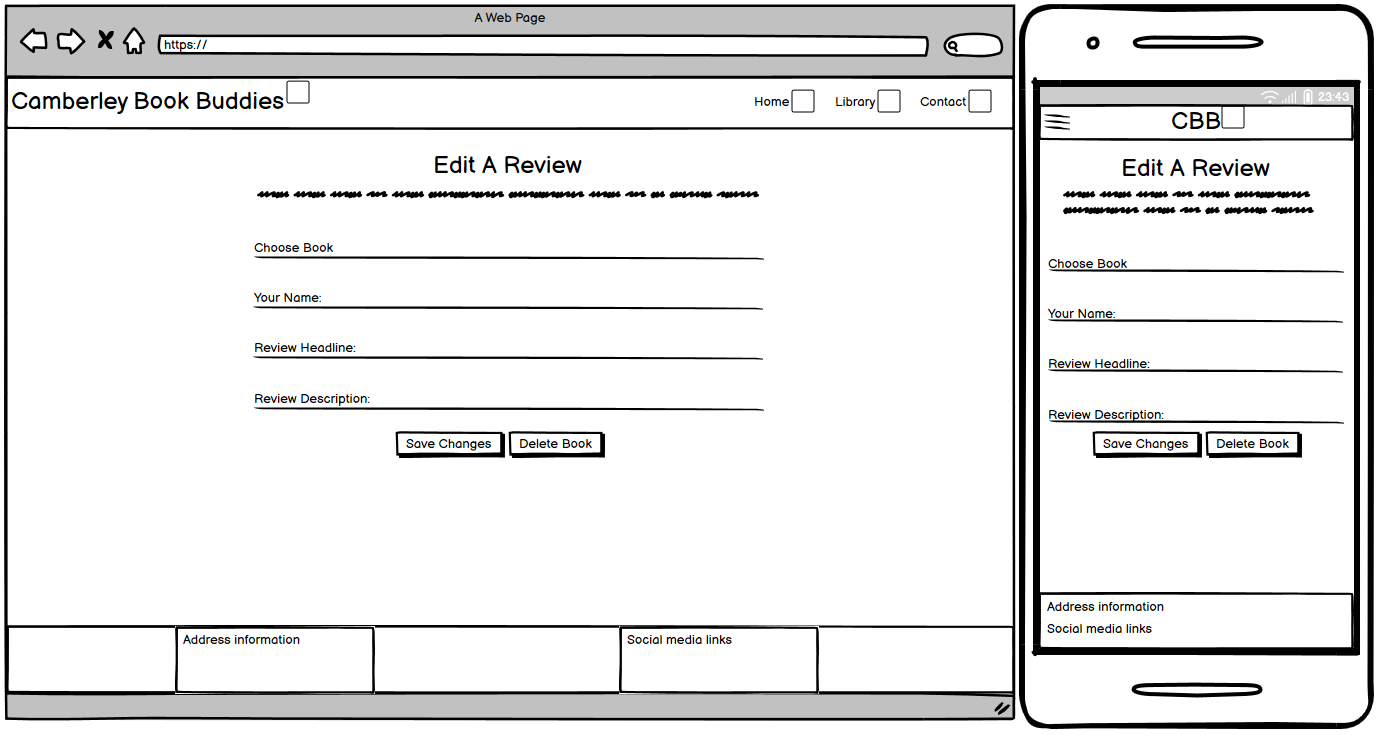 A Web Page
https://
Camberley Book Buddies
Home Library Contact
Edit A Review
Choose Book
Your Name:
Review Headline:
Review Description:
Save Changes Delete Book
Address information
Social media links
23:43
CBB
Edit A Review
Choose Book
Your Name:
Review Headline:
Review Description:
Save Changes Delete Book
Address information
Social media links